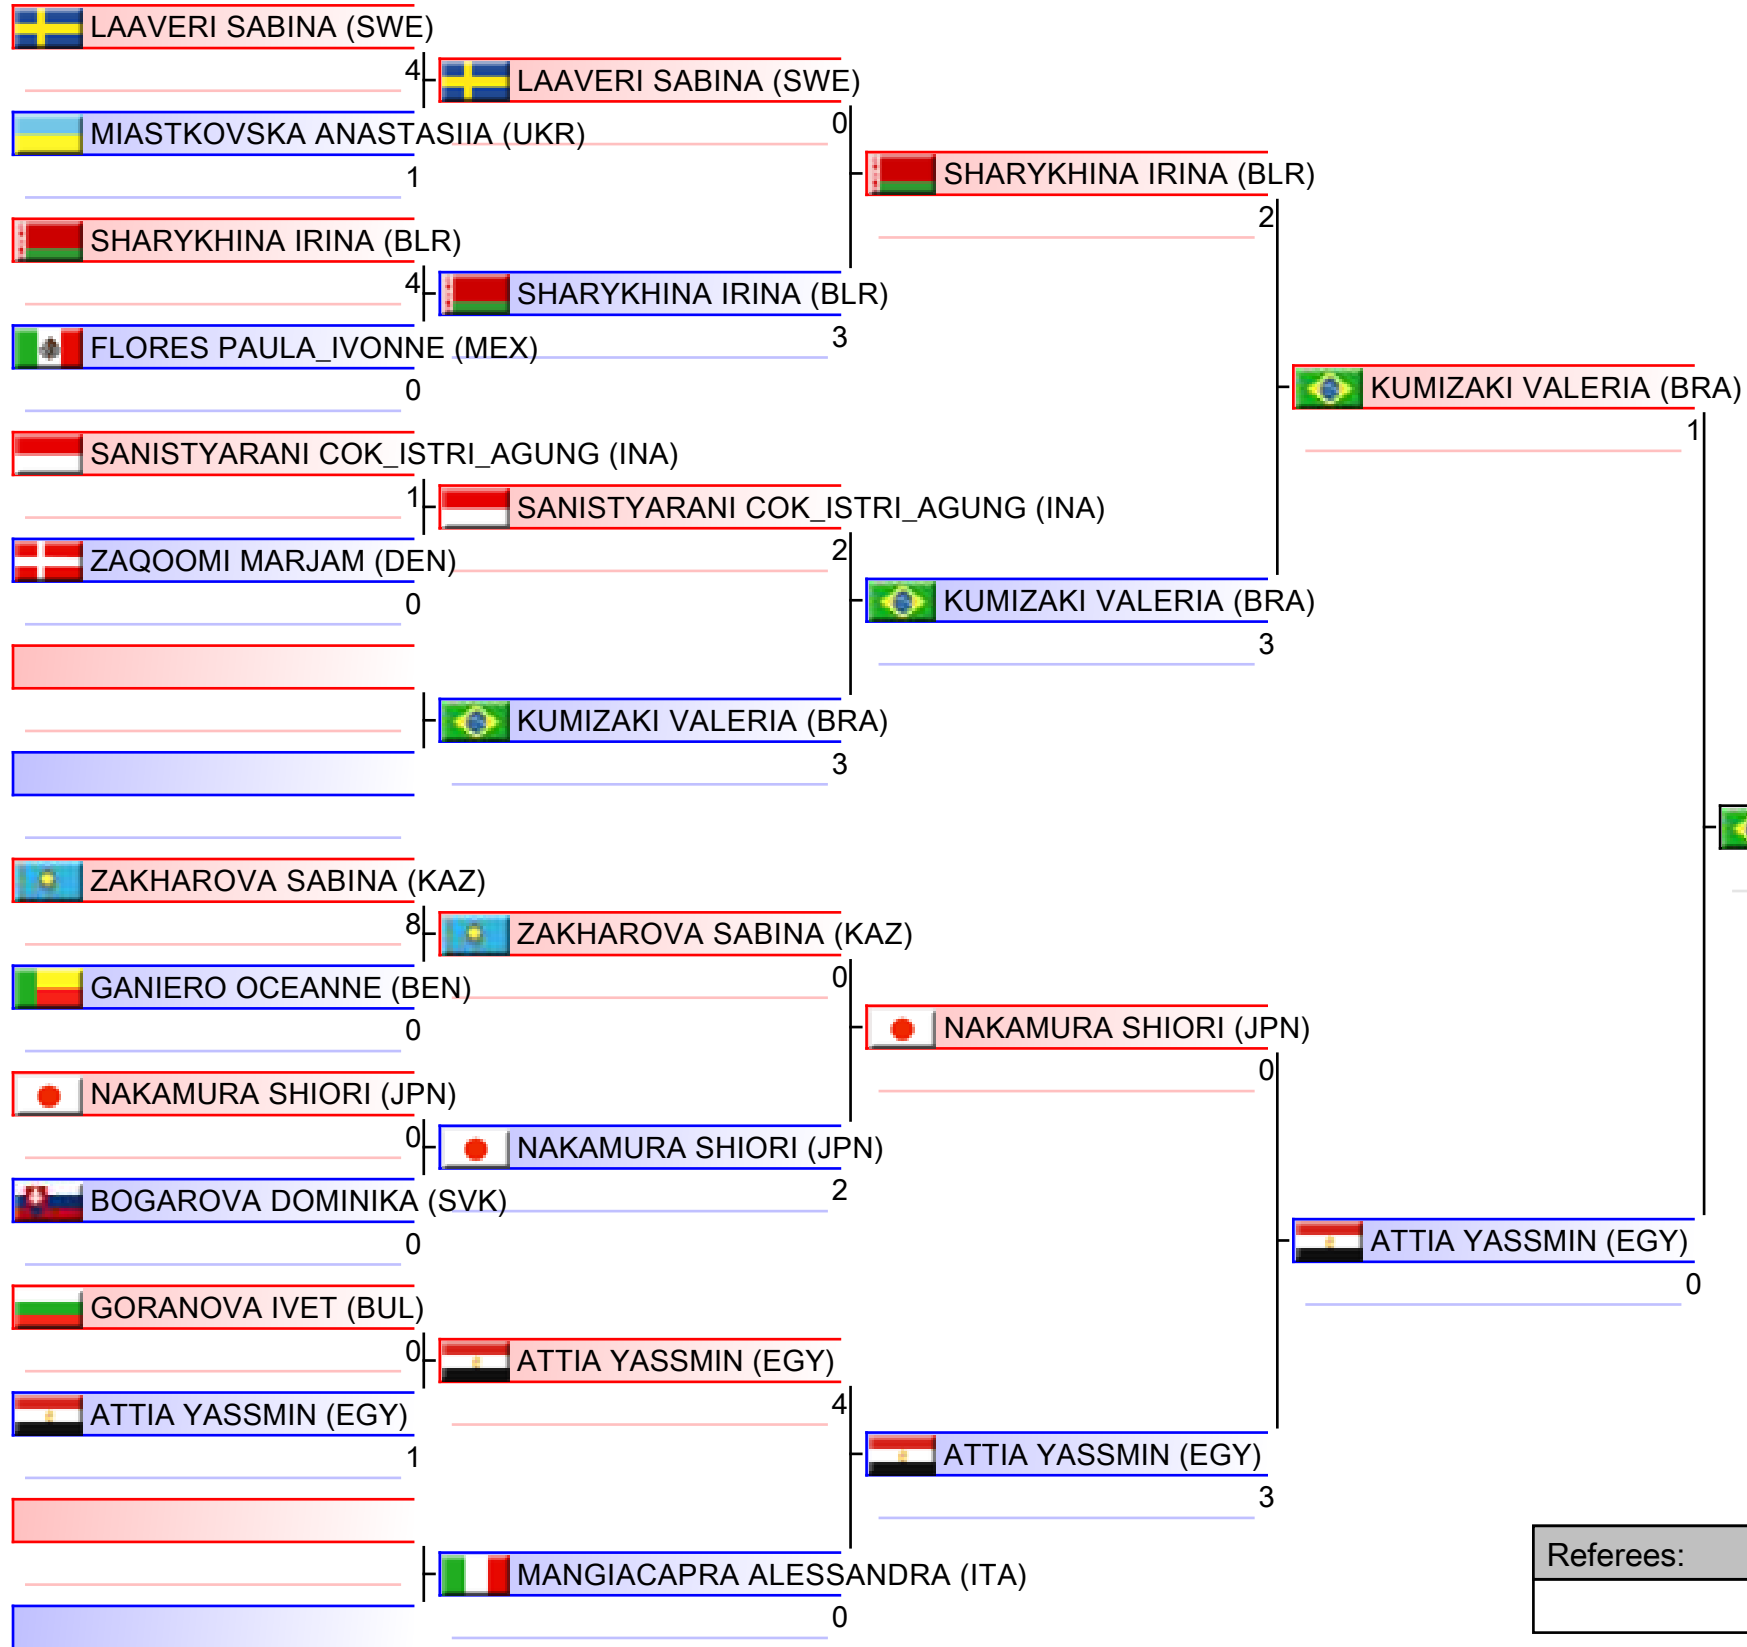 LAAVERI SABINA (SWE)
4
LAAVERI SABINA (SWE)
0
MIASTKOVSKA ANASTASIIA (UKR)
1
SHARYKHINA IRINA (BLR)
2
SHARYKHINA IRINA (BLR)
4
SHARYKHINA IRINA (BLR)
3
FLORES PAULA_IVONNE (MEX)
0
KUMIZAKI VALERIA (BRA)
1
SANISTYARANI COK_ISTRI_AGUNG (INA)
1
SANISTYARANI COK_ISTRI_AGUNG (INA)
2
ZAQOOMI MARJAM (DEN)
0
KUMIZAKI VALERIA (BRA)
3
KUMIZAKI VALERIA (BRA)
3
ZAKHAROVA SABINA (KAZ)
8
ZAKHAROVA SABINA (KAZ)
0
GANIERO OCEANNE (BEN)
0
NAKAMURA SHIORI (JPN)
0
NAKAMURA SHIORI (JPN)
0
NAKAMURA SHIORI (JPN)
2
BOGAROVA DOMINIKA (SVK)
0
ATTIA YASSMIN (EGY)
0
GORANOVA IVET (BUL)
0
ATTIA YASSMIN (EGY)
4
ATTIA YASSMIN (EGY)
1
ATTIA YASSMIN (EGY)
3
MANGIACAPRA ALESSANDRA (ITA)
0
Referees: